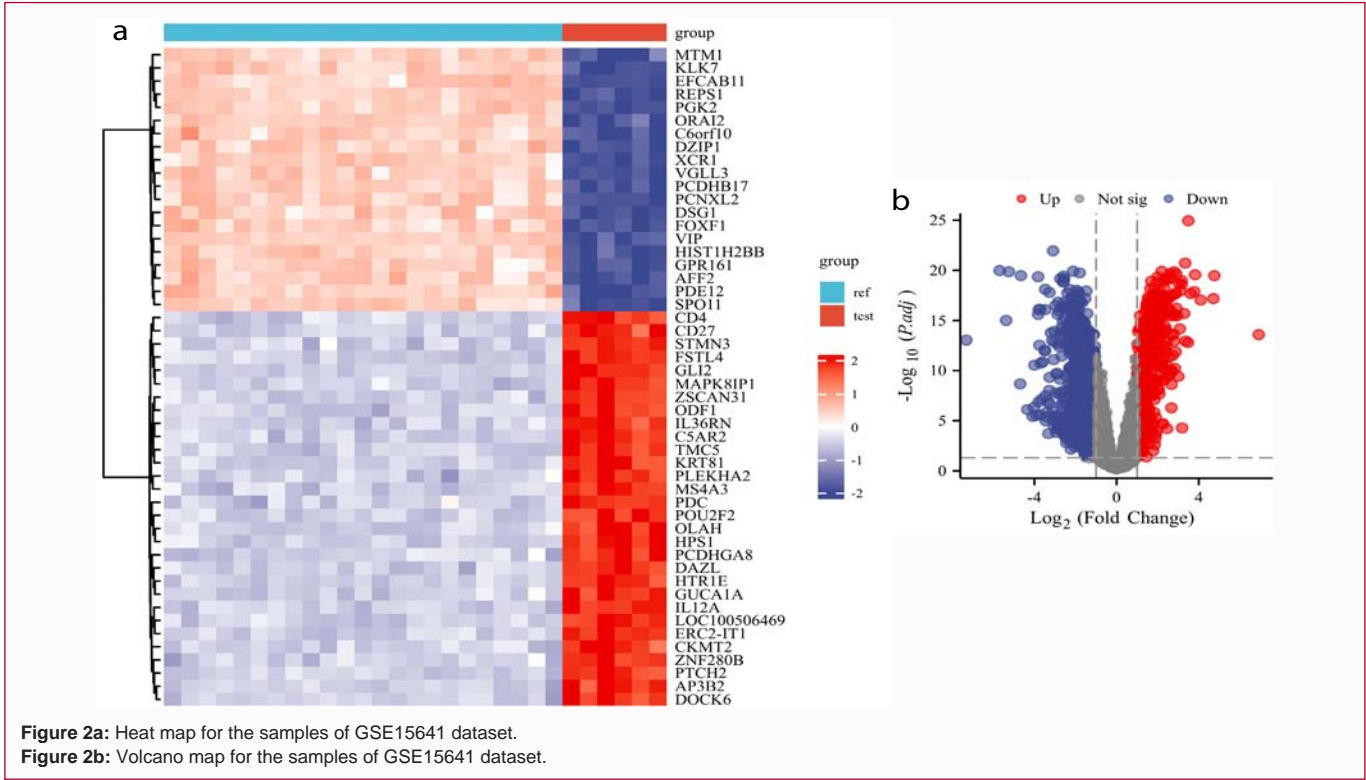 a
group
MTM1
KLK7
EFCAB11
REPS1
PGK2
ORAI2
C6orf10
DZIP1
XCR1
VGLL3
PCDHB17
PCNXL2
DSG1
FOXF1
VIP
HIST1H2BB
GPR161
AFF2
PDE12
SPO11
CD4
CD27
STMN3
FSTL4
GLI2
MAPK8IP1
ZSCAN31
ODF1
IL36RN
C5AR2
TMC5
KRT81
PLEKHA2
MS4A3
PDC
POU2F2
OLAH
HPS1
PCDHGA8
DAZL
HTR1E
GUCA1A
IL12A
LOC100506469
ERC2-IT1
CKMT2
ZNF280B
PTCH2
AP3B2
DOCK6
group
ref
test
2
1
0
-1
-2
b
Up Not sig Down
25
20
15
10
5
0
-Log10 (P.adj)
-4 0 4
Log2 (Fold Change)
Figure 2a: Heat map for the samples of GSE15641 dataset.
Figure 2b: Volcano map for the samples of GSE15641 dataset.